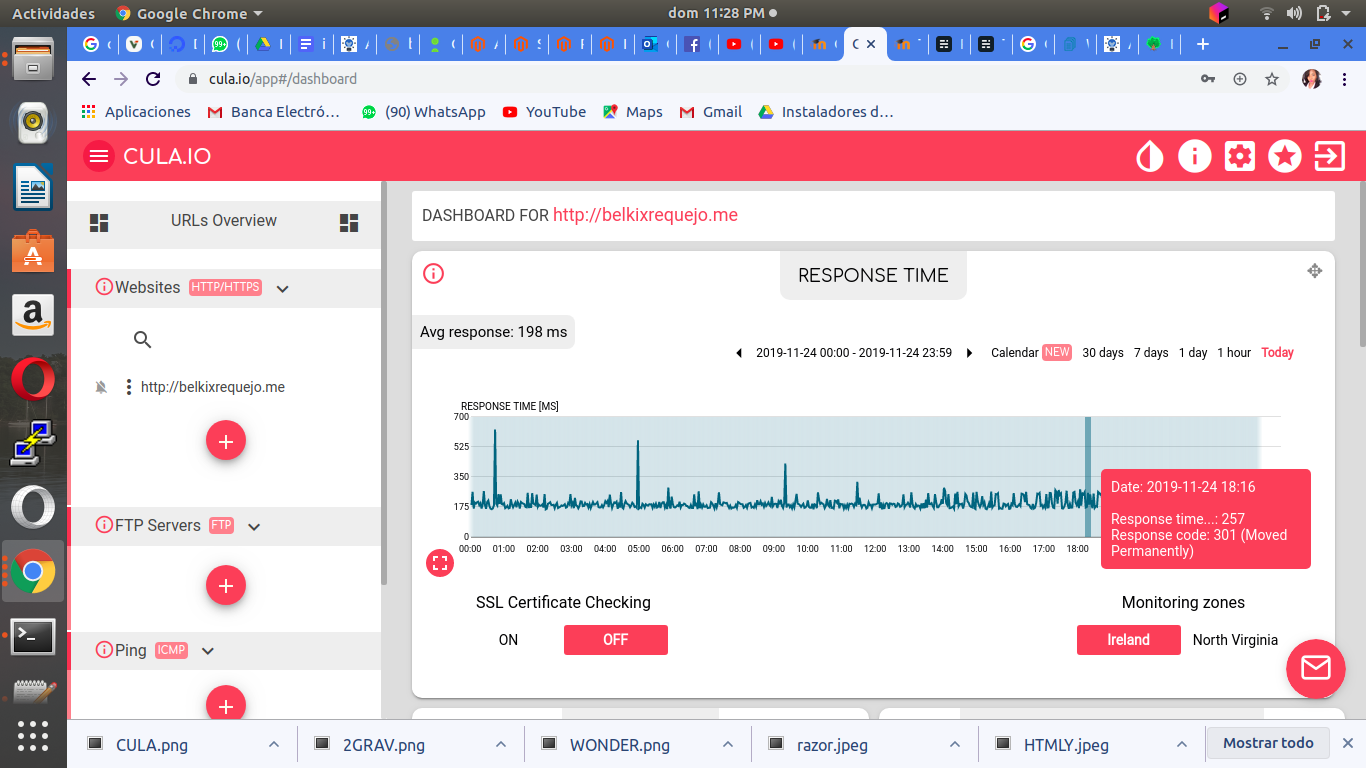 Actividades
Google Chrome
dom 11:28 PM
cula.io/app#/dashboard
Aplicaciones
Banca Electró…
(90) WhatsApp
YouTube
Maps
Gmail
Instaladores d…
CULA.IO
URLs Overview
Websites HTTP/HTTPS
http://belkixrequejo.me
FTP Servers FTP
Ping ICMP
DASHBOARD FOR http://belkixrequejo.me
RESPONSE TIME
Avg response: 198 ms
2019-11-24 00:00 - 2019-11-24 23:59
Calendar NEW 30 days 7 days 1 day 1 hour Today
RESPONSE TIME [MS]
700
525
350
175
0
00:00 01:00 02:00 03:00 04:00 05:00 06:00 07:00 08:00 09:00 10:00 11:00 12:00 13:00 14:00 15:00 16:00 17:00 18:00
Date: 2019-11-24 18:16
Response time...: 257
Response code: 301 (Moved
Permanently)
SSL Certificate Checking
ON OFF
Monitoring zones
Ireland North Virginia
CULA.png
2GRAV.png
WONDER.png
razor.jpeg
HTMLY.jpeg
Mostrar todo